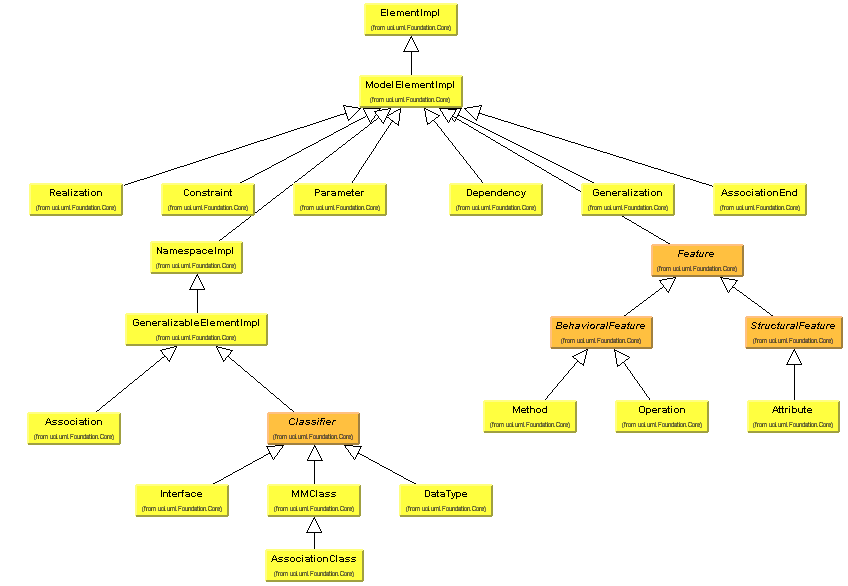 ElementImpl
(from uci.uml.Foundation.Core)
ModelElementImpl
(from uci.uml.Foundation.Core)
Realization
(from uci.uml.Foundation.Core)
Constraint
(from uci.uml.Foundation.Core)
Parameter
(from uci.uml.Foundation.Core)
Dependency
(from uci.uml.Foundation.Core)
Generalization
(from uci.uml.Foundation.Core)
AssociationEnd
(from uci.uml.Foundation.Core)
NamespaceImpl
(from uci.uml.Foundation.Core)
Feature
(from uci.uml.Foundation.Core)
GeneralizableElementImpl
(from uci.uml.Foundation.Core)
BehavioralFeature
(from uci.uml.Foundation.Core)
StructuralFeature
(from uci.uml.Foundation.Core)
Association
(from uci.uml.Foundation.Core)
Classifier
(from uci.uml.Foundation.Core)
Method
(from uci.uml.Foundation.Core)
Operation
(from uci.uml.Foundation.Core)
Attribute
(from uci.uml.Foundation.Core)
Interface
(from uci.uml.Foundation.Core)
MMClass
(from uci.uml.Foundation.Core)
DataType
(from uci.uml.Foundation.Core)
AssociationClass
(from uci.uml.Foundation.Core)